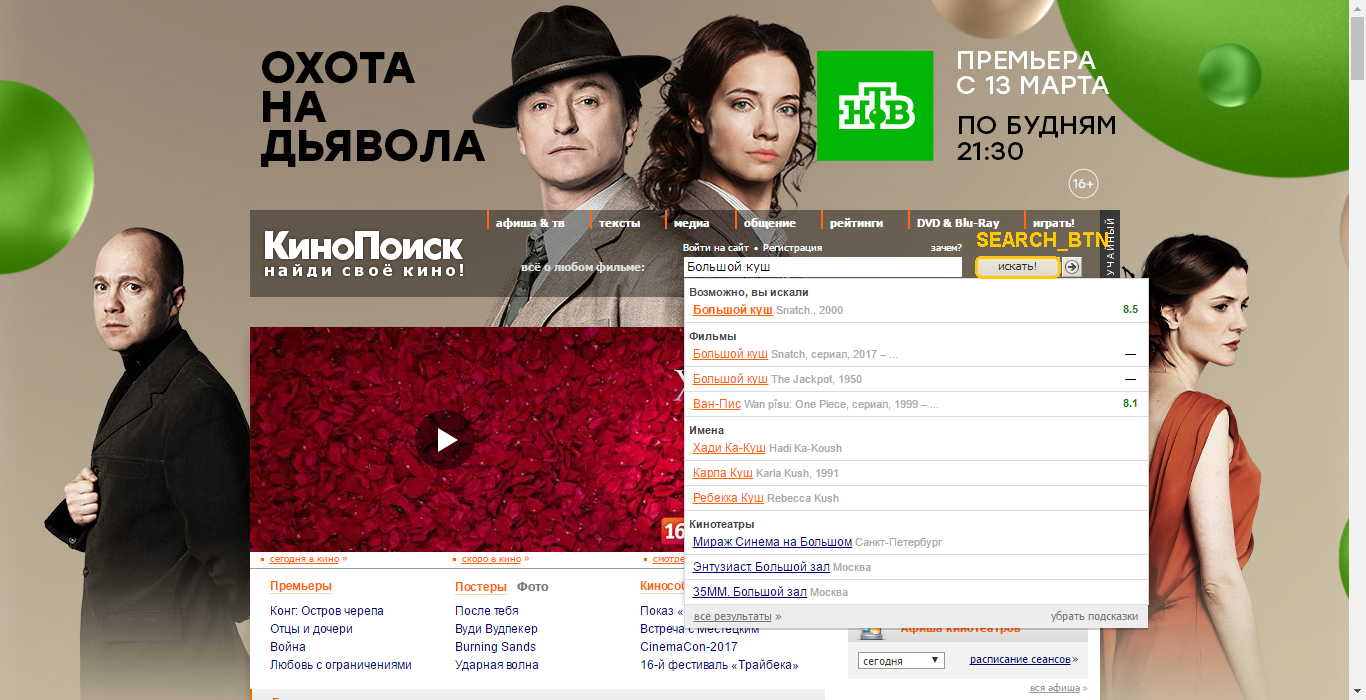 ОХОТА
НА
ДЬЯВОЛА
НТВ
ПРЕМЬЕРА
С 13 МАРТА
ПО БУДНЯМ
21:30
16+
афиша & тв
тексты
медиа
общение
рейтинги
DVD & Blu-Ray
играть!
КиноПоиск
найди своё кино!
Войти на сайт • Регистрация
зачем?
SEARCH_BTN
всё о любом фильме:
Большой куш
искать!
УЧАЙНЫЙ
Возможно, вы искали
Большой куш Snatch., 2000
8.5
Фильмы
Большой куш Snatch, сериал, 2017 – ...
—
Большой куш The Jackpot, 1950
—
Ван-Пис Wan pîsu: One Piece, сериал, 1999 – ...
8.1
Имена
Хади Ка-Куш Hadi Ka-Koush
Карла Куш Karla Kush, 1991
Ребекка Куш Rebecca Kush
Кинотеатры
Мираж Синема на Большом Санкт-Петербург
Энтузиаст. Большой зал Москва
35ММ. Большой зал Москва
все результаты »
убрать подсказки
16
сегодня в кино »
скоро в кино »
смотре
Премьеры
Конг: Остров черепа
Отцы и дочери
Война
Любовь с ограничениями
Постеры Фото
После тебя
Вуди Вудпекер
Burning Sands
Ударная волна
Кинособ
Показ «
Встреча с Местецким
CinemaCon-2017
16-й фестиваль «Трайбека»
Афиша кинотеатров
сегодня
расписание сеансов »
вся афиша »